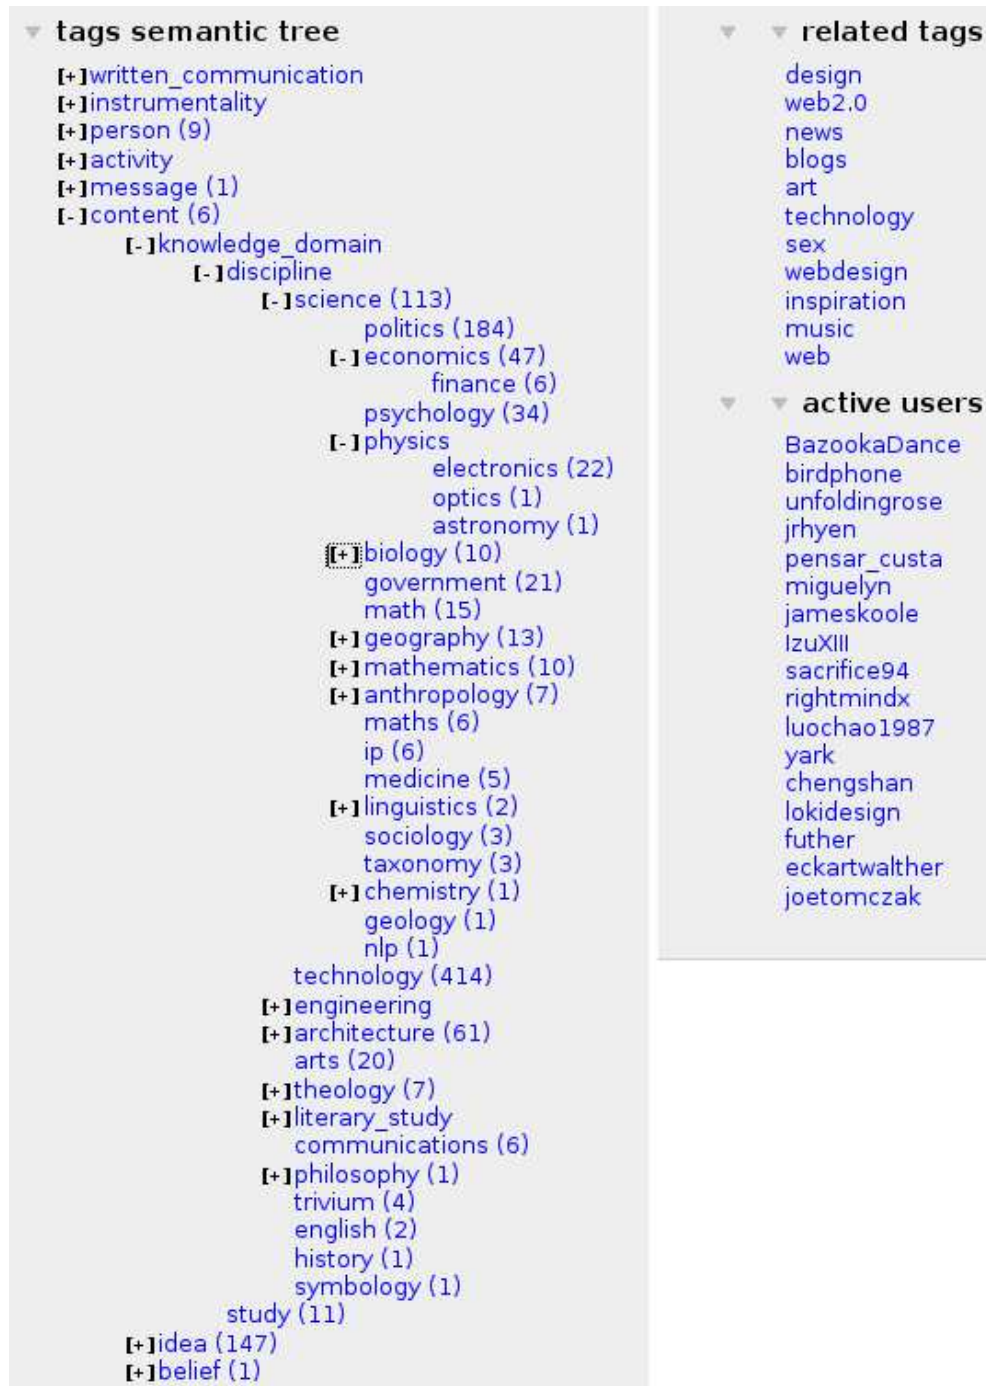 tags semantic tree
[+]written_communication
[+]instrumentality
[+]person (9)
[+]activity
[+]message (1)
[-]content (6)
[-]knowledge_domain
[-]discipline
[-]science (113)
politics (184)
[-]economics (47)
finance (6)
psychology (34)
[-]physics
electronics (22)
optics (1)
astronomy (1)
[+]biology (10)
government (21)
math (15)
[+]geography (13)
[+]mathematics (10)
[+]anthropology (7)
maths (6)
ip (6)
medicine (5)
[+]linguistics (2)
sociology (3)
taxonomy (3)
[+]chemistry (1)
geology (1)
nlp (1)
technology (414)
[+]engineering
[+]architecture (61)
arts (20)
[+]theology (7)
[+]literary_study
communications (6)
[+]philosophy (1)
trivium (4)
english (2)
history (1)
symbology (1)
study (11)
[+]idea (147)
[+]belief (1)
related tags
design
web2.0
news
blogs
art
technology
sex
webdesign
inspiration
music
web
active users
BazookaDance
birdphone
unfoldingrose
jrhyen
pensar_custa
miguelyn
jameskoole
IzuXIII
sacrifice94
rightmindx
luochao1987
yark
chengshan
lokidesign
futher
eckartwalther
joetomczak